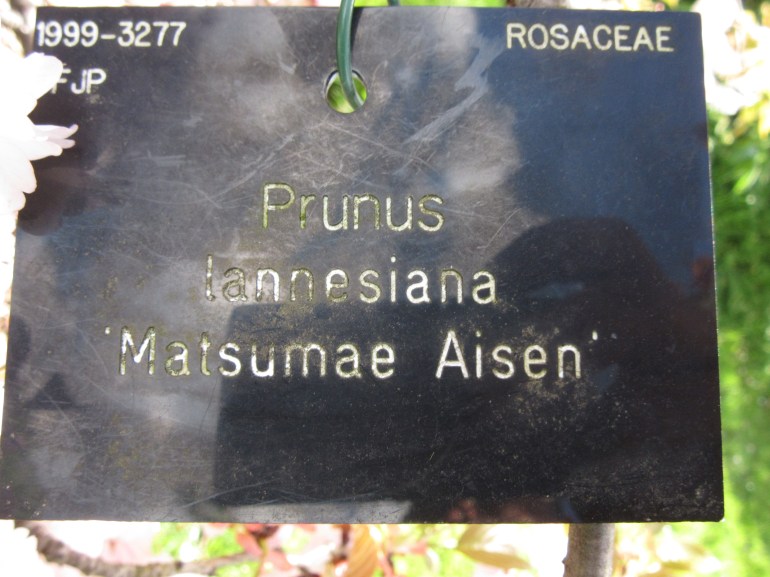 1999-3277 ROSACEAE
FJP
Prunus
lannesiana
'Matsumae Aisen'